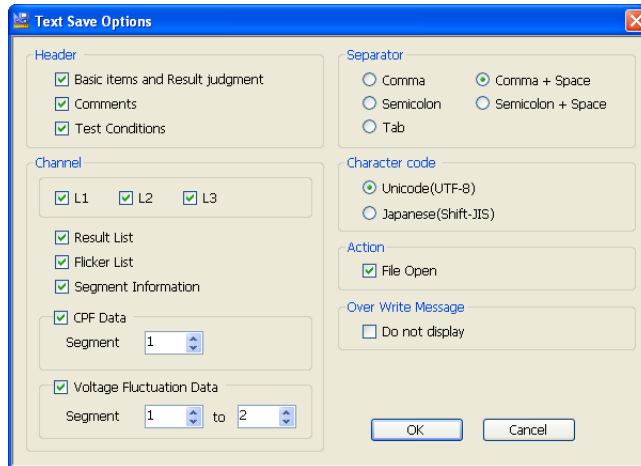 Text Save Options
Header
Basic items and Result judgment
Comments
Test Conditions
Channel
L1 L2 L3
Result List
Flicker List
Segment Information
CPF Data
Segment 1
Voltage Fluctuation Data
Segment 1 to 2
Separator
Comma Comma + Space
Semicolon Semicolon + Space
Tab
Character code
Unicode(UTF-8)
Japanese(Shift-JIS)
Action
File Open
Over Write Message
Do not display
OK Cancel